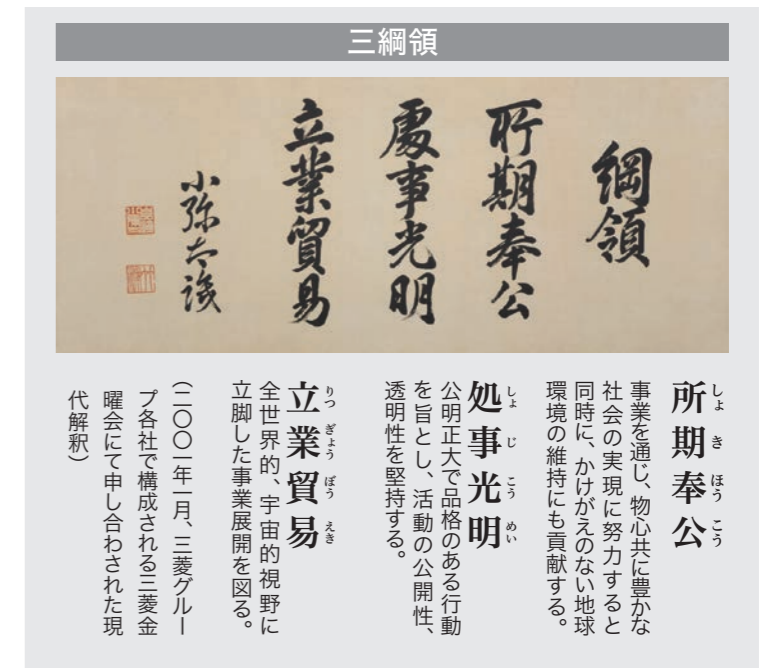 三綱領
綱領
所期奉公
處事光明
立業貿易
小弥太議
所期奉公
しょきほうこう
事業を通じ、物心共に豊かな
社会の実現に努力すると
同時に、かけがえのない地球
環境の維持にも貢献する。
処事光明
しょじこうめい
公明正大で品格のある行動
を旨とし、活動の公開性、
透明性を堅持する。
立業貿易
りつぎょうぼうえき
全世界的、宇宙的視野に
立脚した事業展開を図る。
（二〇〇一年一月、三菱グルー
プ各社で構成される三菱金
曜会にて申し合わされた現
代解釈）